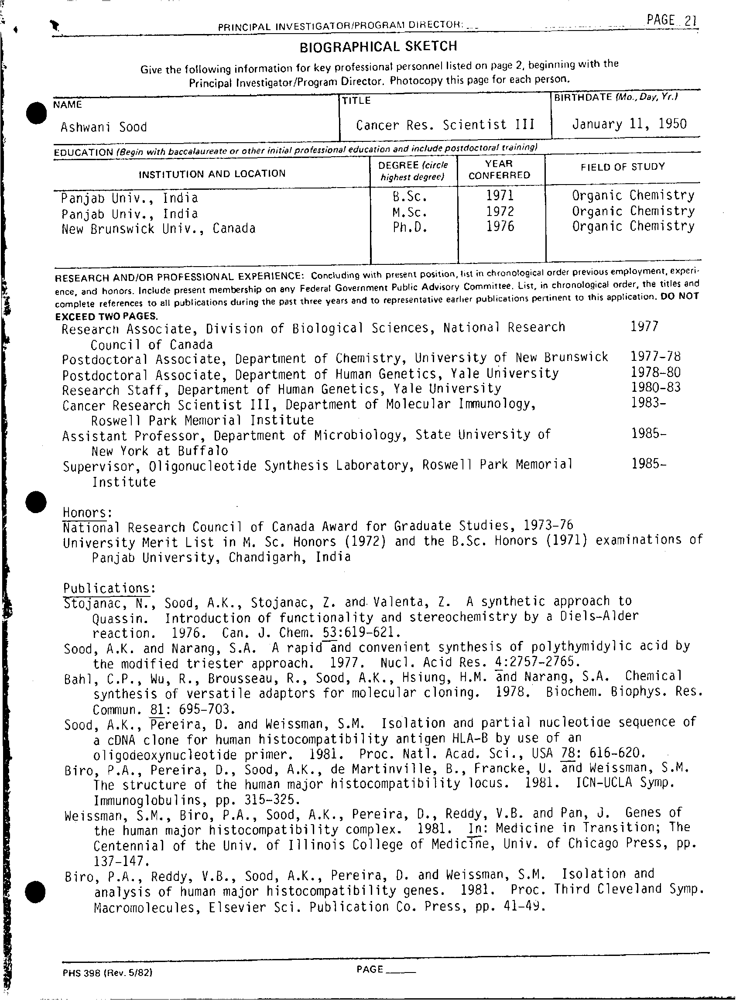 PRINCIPAL INVESTIGATOR/PROGRAM DIRECTOR:
PAGE 21
BIOGRAPHICAL SKETCH
Give the following information for key professional personnel listed on page 2, beginning with the
Principal Investigator/Program Director. Photocopy this page for each person.
NAME TITLE BIRTHDATE (Mo., Day, Yr.)
Ashwani Sood Cancer Res. Scientist III January 11, 1950
EDUCATION (Begin with baccalaureate or other initial professional education and include postdoctoral training)
INSTITUTION AND LOCATION DEGREE (circle highest degree) YEAR CONFERRED FIELD OF STUDY
Panjab Univ., India B.Sc. 1971 Organic Chemistry
Panjab Univ., India M.Sc. 1972 Organic Chemistry
New Brunswick Univ., Canada Ph.D. 1976 Organic Chemistry
RESEARCH AND/OR PROFESSIONAL EXPERIENCE: Concluding with present position, list in chronological order previous employment, experi-
ence, and honors. Include present membership on any Federal Government Public Advisory Committee. List, in chronological order, the titles and
complete references to all publications during the past three years and to representative earlier publications pertinent to this application. DO NOT
EXCEED TWO PAGES.
Research Associate, Division of Biological Sciences, National Research 1977
Council of Canada
Postdoctoral Associate, Department of Chemistry, University of New Brunswick 1977-78
Postdoctoral Associate, Department of Human Genetics, Yale University 1978-80
Research Staff, Department of Human Genetics, Yale University 1980-83
Cancer Research Scientist III, Department of Molecular Immunology, 1983-
Roswell Park Memorial Institute
Assistant Professor, Department of Microbiology, State University of 1985-
New York at Buffalo
Supervisor, Oligonucleotide Synthesis Laboratory, Roswell Park Memorial 1985-
Institute
Honors:
National Research Council of Canada Award for Graduate Studies, 1973-76
University Merit List in M. Sc. Honors (1972) and the B.Sc. Honors (1971) examinations of
Panjab University, Chandigarh, India
Publications:
Stojanac, N., Sood, A.K., Stojanac, Z. and Valenta, Z. A synthetic approach to
Quassin. Introduction of functionality and stereochemistry by a Diels-Alder
reaction. 1976. Can. J. Chem. 53:619-621.
Sood, A.K. and Narang, S.A. A rapid and convenient synthesis of polythymidylic acid by
the modified triester approach. 1977. Nucl. Acid Res. 4:2757-2765.
Bahl, C.P., Wu, R., Brousseau, R., Sood, A.K., Hsiung, H.M. and Narang, S.A. Chemical
synthesis of versatile adaptors for molecular cloning. 1978. Biochem. Biophys. Res.
Commun. 81: 695-703.
Sood, A.K., Pereira, D. and Weissman, S.M. Isolation and partial nucleotide sequence of
a cDNA clone for human histocompatibility antigen HLA-B by use of an
oligodeoxynucleotide primer. 1981. Proc. Natl. Acad. Sci., USA 78: 616-620.
Biro, P.A., Pereira, D., Sood, A.K., de Martinville, B., Francke, U. and Weissman, S.M.
The structure of the human major histocompatibility locus. 1981. ICN-UCLA Symp.
Immunoglobulins, pp. 315-325.
Weissman, S.M., Biro, P.A., Sood, A.K., Pereira, D., Reddy, V.B. and Pan, J. Genes of
the human major histocompatibility complex. 1981. In: Medicine in Transition; The
Centennial of the Univ. of Illinois College of Medicine, Univ. of Chicago Press, pp.
137-147.
Biro, P.A., Reddy, V.B., Sood, A.K., Pereira, D. and Weissman, S.M. Isolation and
analysis of human major histocompatibility genes. 1981. Proc. Third Cleveland Symp.
Macromolecules, Elsevier Sci. Publication Co. Press, pp. 41-49.
PHS 398 (Rev. 5/82) PAGE